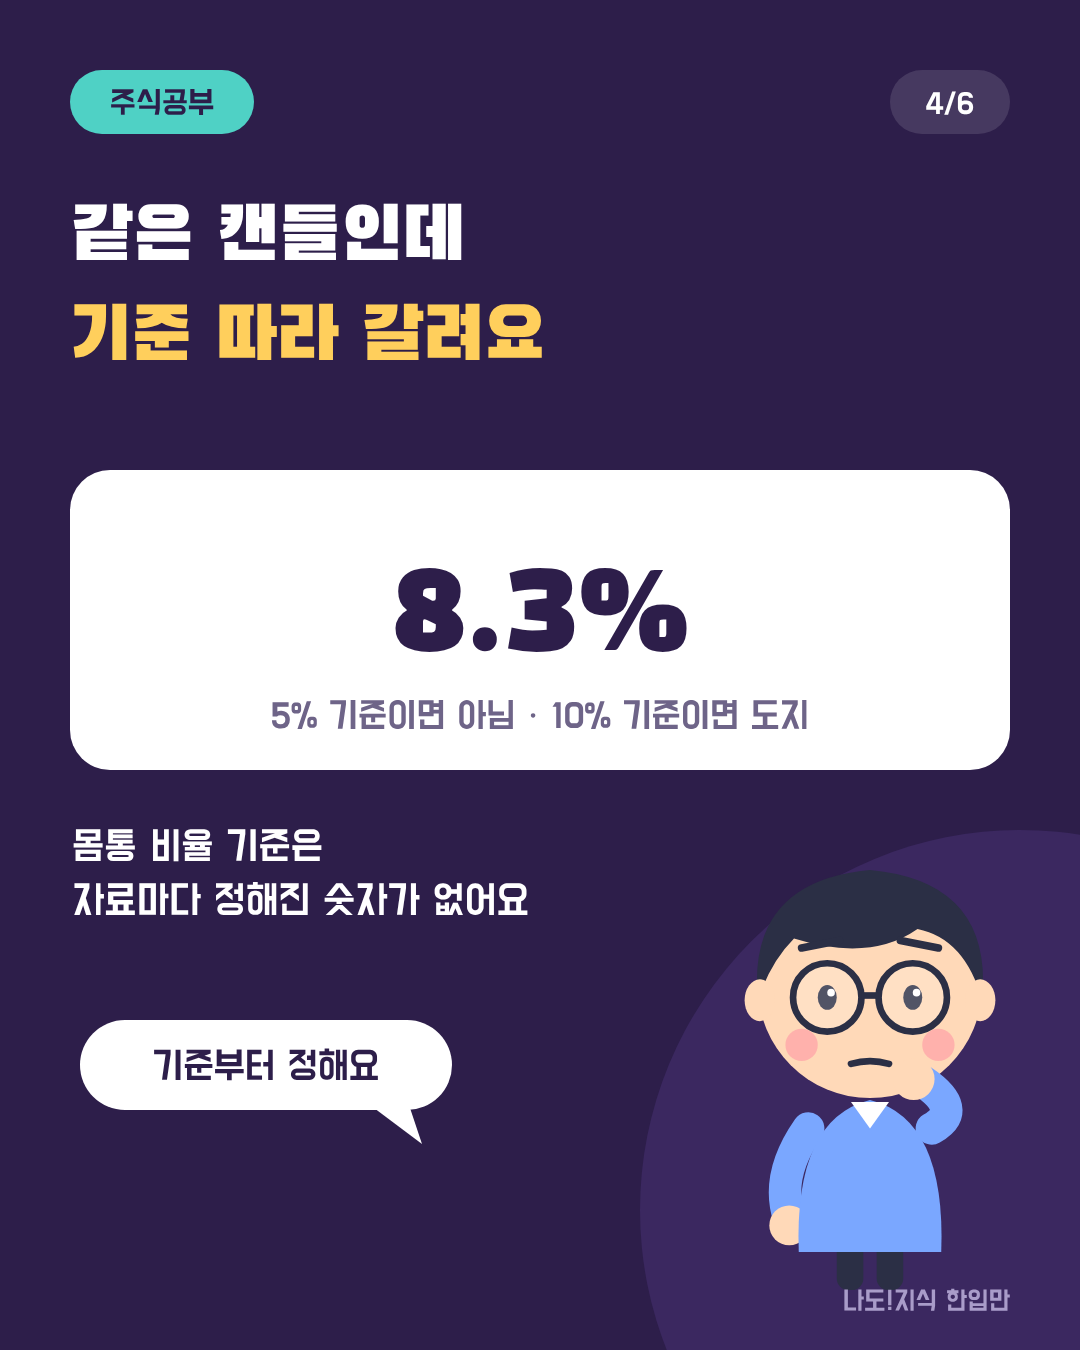 주식공부
4/6
같은 캔들인데
기준 따라 갈려요
8.3%
5% 기준이면 아님 · 10% 기준이면 도지
몸통 비율 기준은
자료마다 정해진 숫자가 없어요
기준부터 정해요
나도!지식 한입만